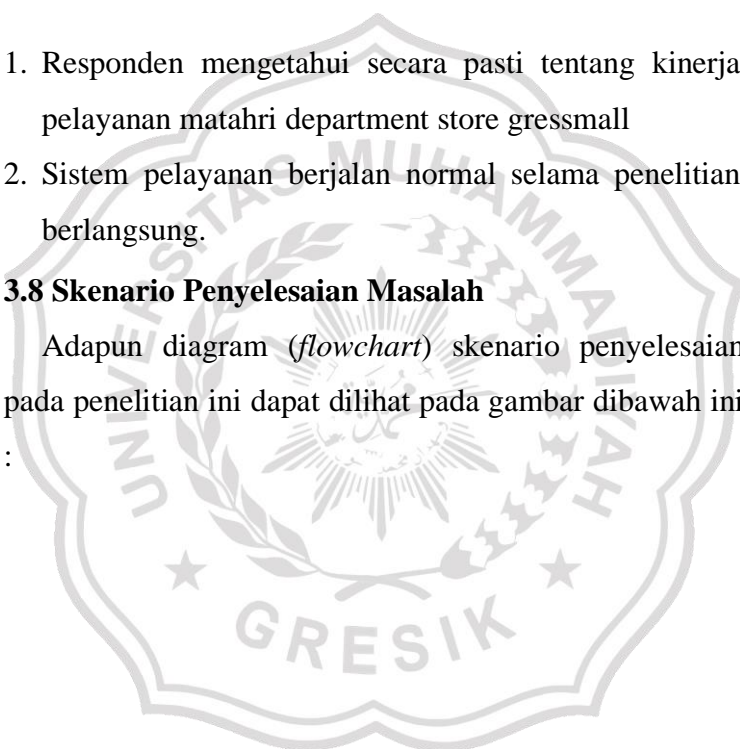 1. Responden mengetahui secara pasti tentang kinerja
pelayanan matahri department store gressmall
2. Sistem pelayanan berjalan normal selama penelitian
berlangsung.
3.8 Skenario Penyelesaian Masalah
Adapun diagram (flowchart) skenario penyelesaian
pada penelitian ini dapat dilihat pada gambar dibawah ini
:
UNIVERSITAS MUHAMMADIYAH
GRESIK